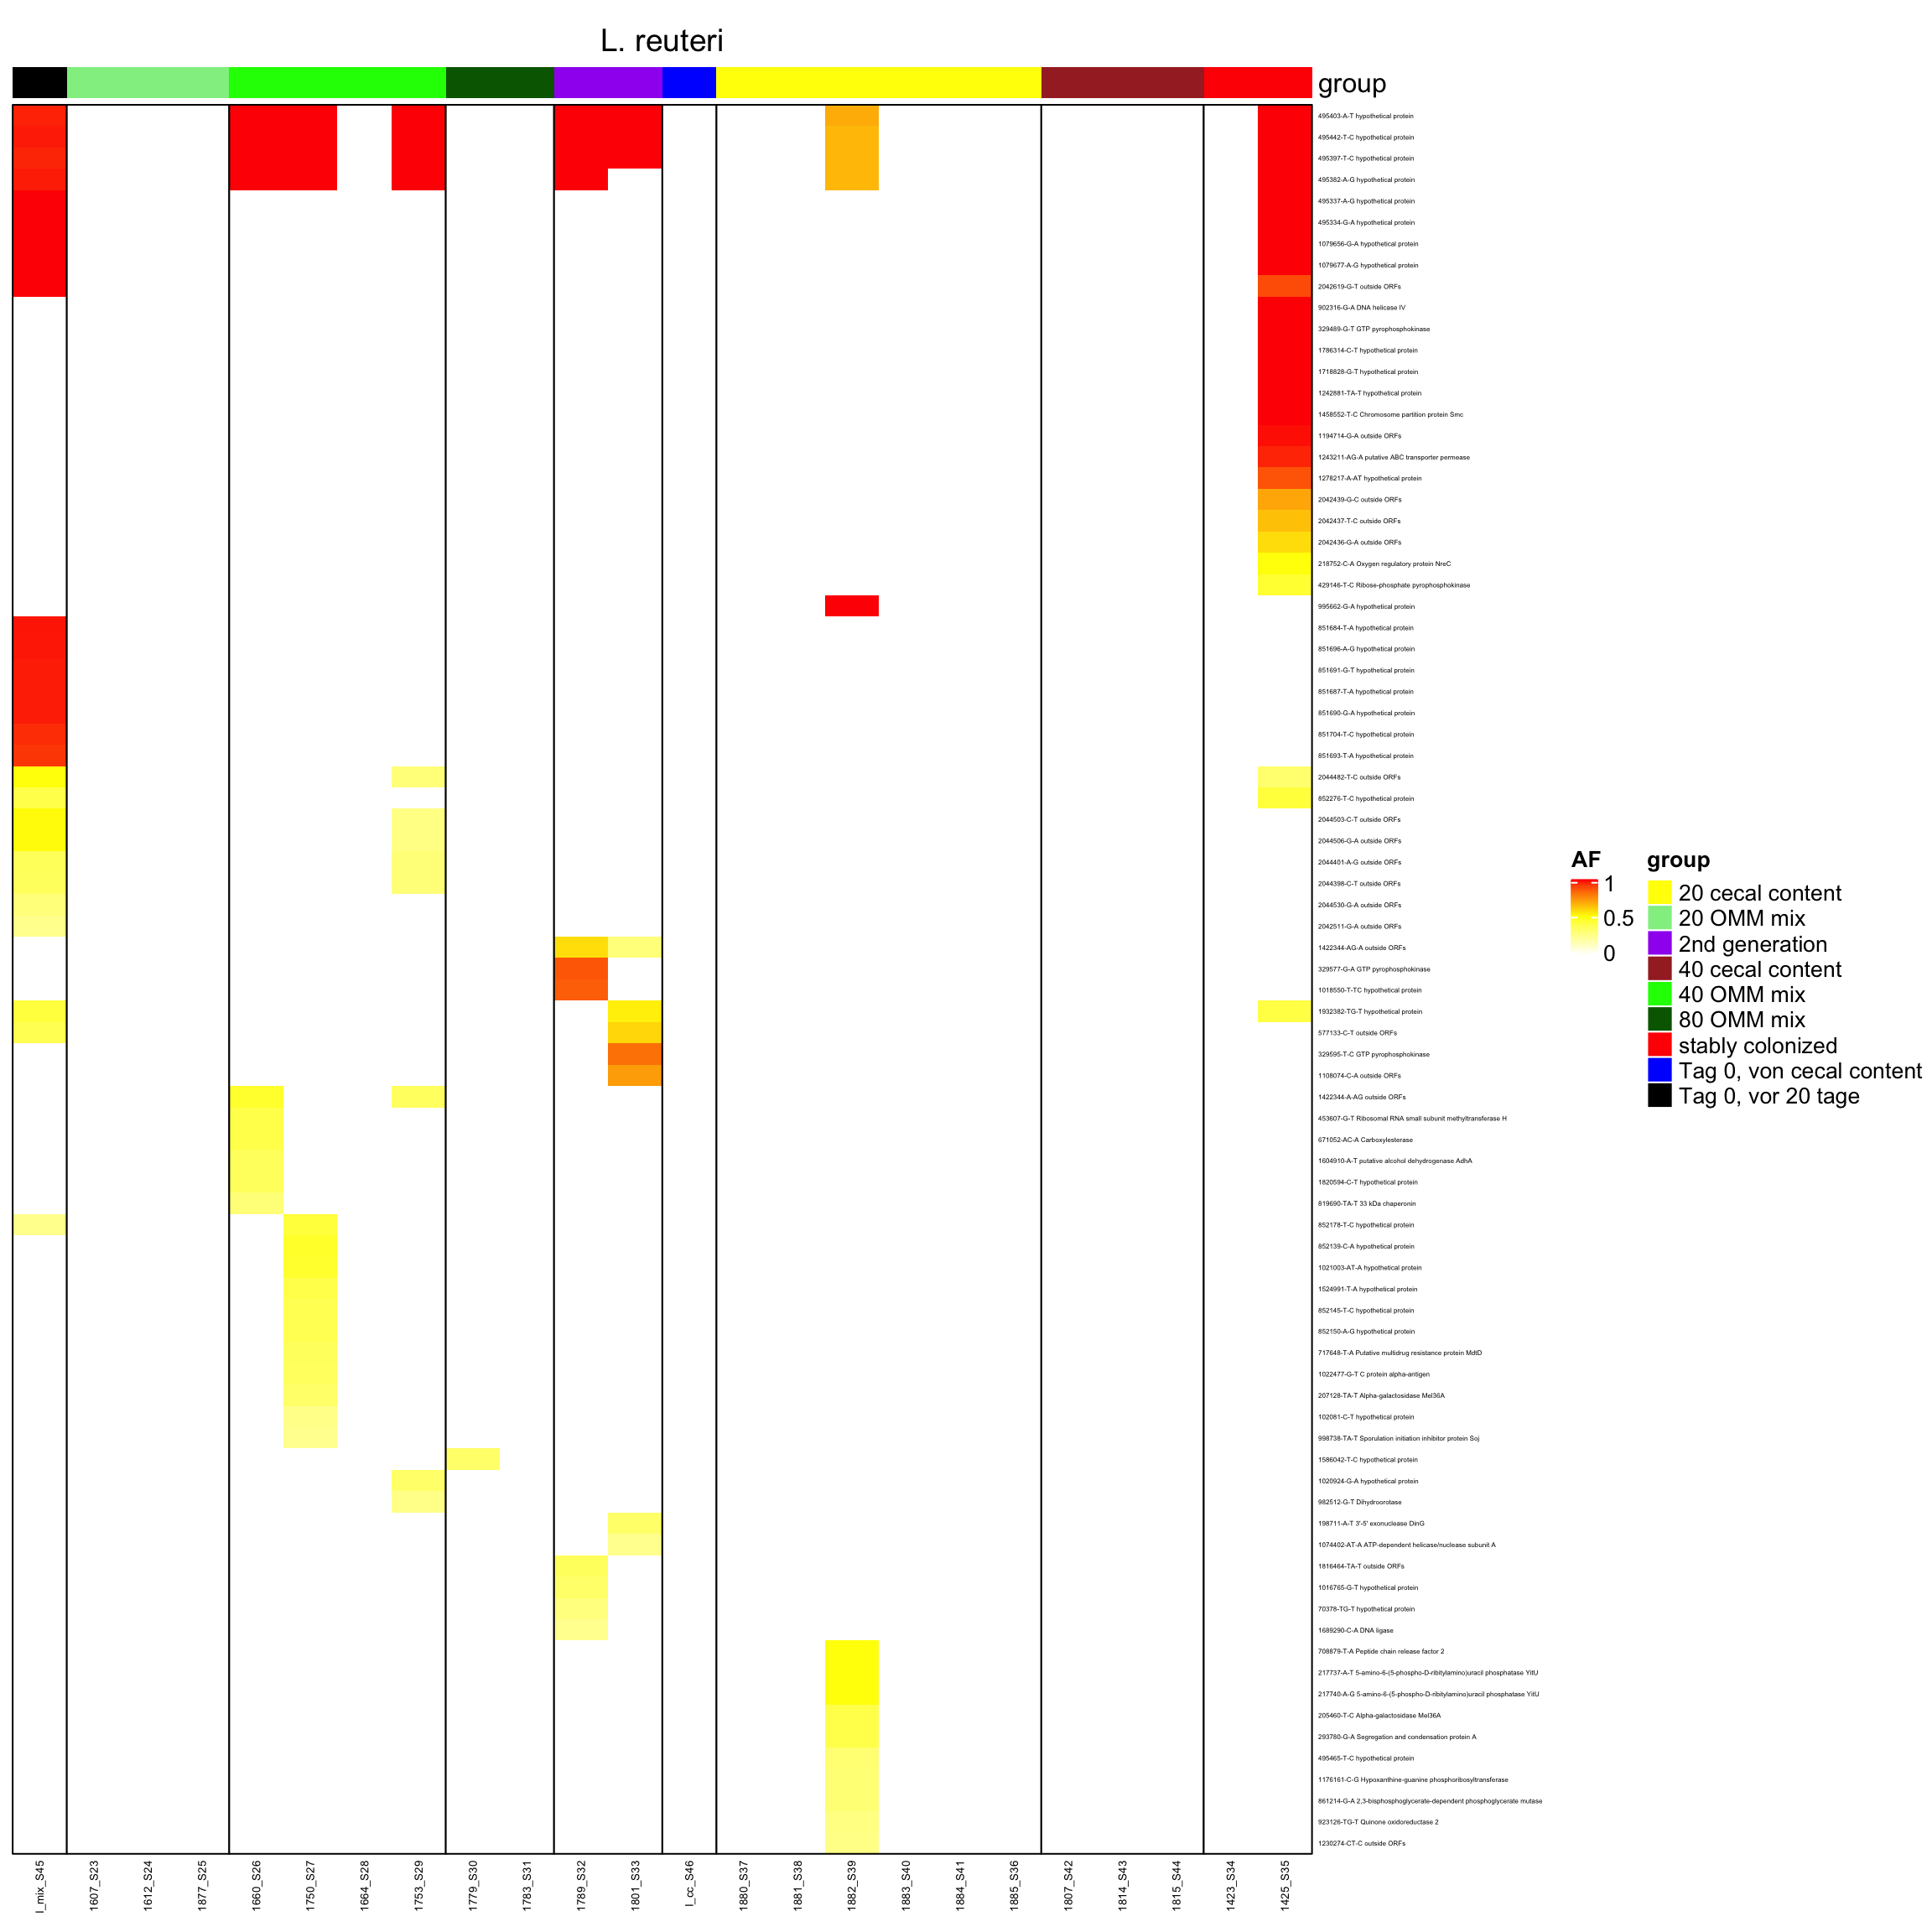 L. reuteri
group
495403-A-T hypothetical protein
495442-T-C hypothetical protein
495397-T-C hypothetical protein
495382-A-G hypothetical protein
495337-A-G hypothetical protein
495334-G-A hypothetical protein
1079656-G-A hypothetical protein
1079677-A-G hypothetical protein
2042619-G-T outside ORFs
902316-G-A DNA helicase IV
329489-G-T GTP pyrophosphokinase
1786314-C-T hypothetical protein
1718828-G-T hypothetical protein
1242881-TA-T hypothetical protein
1458552-T-C Chromosome partition protein Smc
1194714-G-A outside ORFs
1243211-AG-A putative ABC transporter permease
1278217-A-AT hypothetical protein
2042439-G-C outside ORFs
2042437-T-C outside ORFs
2042436-G-A outside ORFs
218752-C-A Oxygen regulatory protein NreC
429146-T-C Ribose-phosphate pyrophosphokinase
995662-G-A hypothetical protein
851684-T-A hypothetical protein
851696-A-G hypothetical protein
851691-G-T hypothetical protein
851687-T-A hypothetical protein
851690-G-A hypothetical protein
851704-T-C hypothetical protein
851693-T-A hypothetical protein
2044482-T-C outside ORFs
852276-T-C hypothetical protein
2044503-C-T outside ORFs
2044506-G-A outside ORFs
2044401-A-G outside ORFs
2044398-C-T outside ORFs
2044530-G-A outside ORFs
2042511-G-A outside ORFs
1422344-AG-A outside ORFs
329577-G-A GTP pyrophosphokinase
1018550-T-TC hypothetical protein
1932382-TG-T hypothetical protein
577133-C-T outside ORFs
329595-T-C GTP pyrophosphokinase
1108074-C-A outside ORFs
1422344-A-AG outside ORFs
453607-G-T Ribosomal RNA small subunit methyltransferase H
671052-AC-A Carboxylesterase
1604910-A-T putative alcohol dehydrogenase AdhA
1820594-C-T hypothetical protein
819690-TA-T 33 kDa chaperonin
852178-T-C hypothetical protein
852139-C-A hypothetical protein
1021003-AT-A hypothetical protein
1524991-T-A hypothetical protein
852145-T-C hypothetical protein
852150-A-G hypothetical protein
717648-T-A Putative multidrug resistance protein MdtD
1022477-G-T C protein alpha-antigen
207128-TA-T Alpha-galactosidase Mel36A
102081-C-T hypothetical protein
998738-TA-T Sporulation initiation inhibitor protein Soj
1586042-T-C hypothetical protein
1020924-G-A hypothetical protein
982512-G-T Dihydroorotase
198711-A-T 3'-5' exonuclease DinG
1074402-AT-A ATP-dependent helicase/nuclease subunit A
1816464-TA-T outside ORFs
1016765-G-T hypothetical protein
70378-TG-T hypothetical protein
1689290-C-A DNA ligase
708879-T-A Peptide chain release factor 2
217737-A-T 5-amino-6-(5-phospho-D-ribitylamino)uracil phosphatase YitU
217740-A-G 5-amino-6-(5-phospho-D-ribitylamino)uracil phosphatase YitU
205460-T-C Alpha-galactosidase Mel36A
293780-G-A Segregation and condensation protein A
495465-T-C hypothetical protein
1176161-C-G Hypoxanthine-guanine phosphoribosyltransferase
861214-G-A 2,3-bisphosphoglycerate-dependent phosphoglycerate mutase
923126-TG-T Quinone oxidoreductase 2
1230274-CT-C outside ORFs
I_mix_S45
1607_S23
1612_S24
1877_S25
1660_S26
1750_S27
1664_S28
1753_S29
1779_S30
1783_S31
1789_S32
1801_S33
I_cc_S46
1880_S37
1881_S38
1882_S39
1883_S40
1884_S41
1885_S36
1807_S42
1814_S43
1815_S44
1423_S34
1425_S35
AF
1
0.5
0
group
20 cecal content
20 OMM mix
2nd generation
40 cecal content
40 OMM mix
80 OMM mix
stably colonized
Tag 0, von cecal content
Tag 0, vor 20 tage